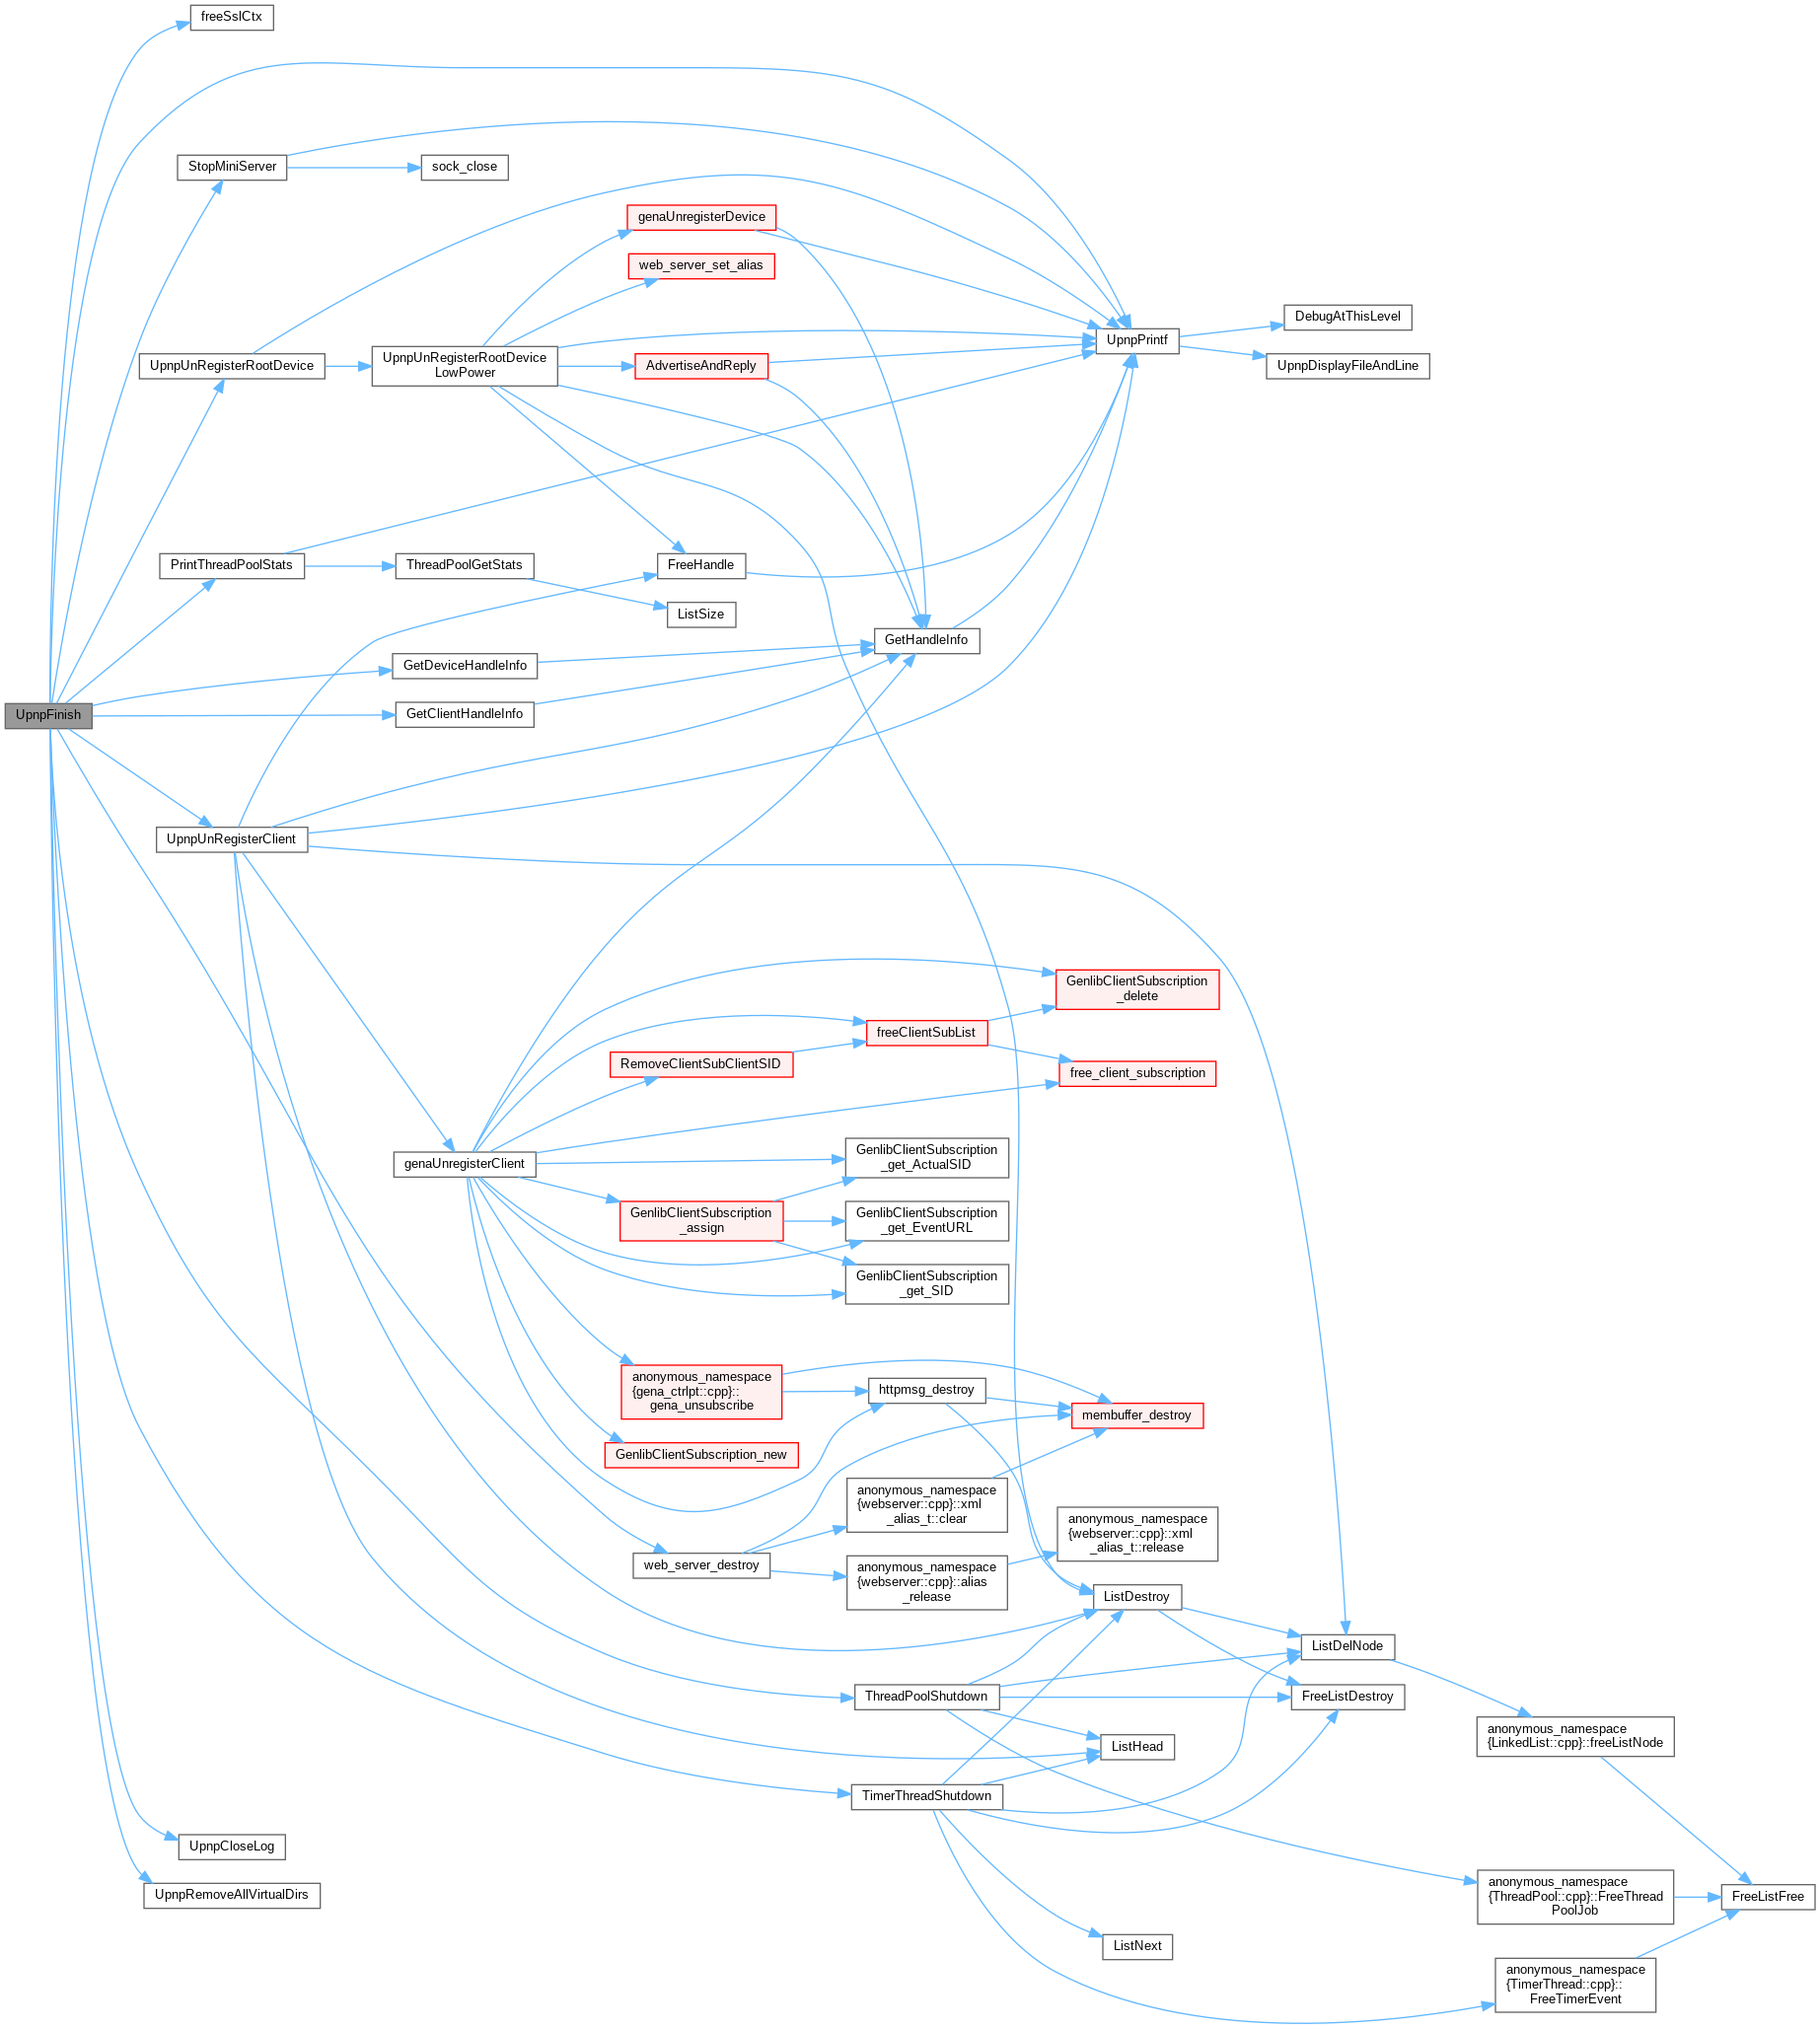 freeSslCtx
StopMiniServer
sock_close
genaUnregisterDevice
web_server_set_alias
DebugAtThisLevel
UpnpPrintf
UpnpUnRegisterRootDevice
UpnpUnRegisterRootDevice
LowPower
AdvertiseAndReply
UpnpDisplayFileAndLine
PrintThreadPoolStats
ThreadPoolGetStats
FreeHandle
ListSize
GetHandleInfo
GetDeviceHandleInfo
UpnpFinish
GetClientHandleInfo
UpnpUnRegisterClient
GenlibClientSubscription
_delete
freeClientSubList
RemoveClientSubClientSID
free_client_subscription
genaUnregisterClient
GenlibClientSubscription
_get_ActualSID
GenlibClientSubscription
_assign
GenlibClientSubscription
_get_EventURL
GenlibClientSubscription
_get_SID
anonymous_namespace
{gena_ctrlpt::cpp}::
gena_unsubscribe
httpmsg_destroy
membuffer_destroy
GenlibClientSubscription_new
anonymous_namespace
{webserver::cpp}::xml
_alias_t::clear
anonymous_namespace
{webserver::cpp}::xml
_alias_t::release
web_server_destroy
anonymous_namespace
{webserver::cpp}::alias
_release
ListDestroy
ListDelNode
ThreadPoolShutdown
FreeListDestroy
anonymous_namespace
{LinkedList::cpp}::freeListNode
ListHead
TimerThreadShutdown
UpnpCloseLog
UpnpRemoveAllVirtualDirs
anonymous_namespace
{ThreadPool::cpp}::FreeThread
PoolJob
FreeListFree
ListNext
anonymous_namespace
{TimerThread::cpp}::
FreeTimerEvent